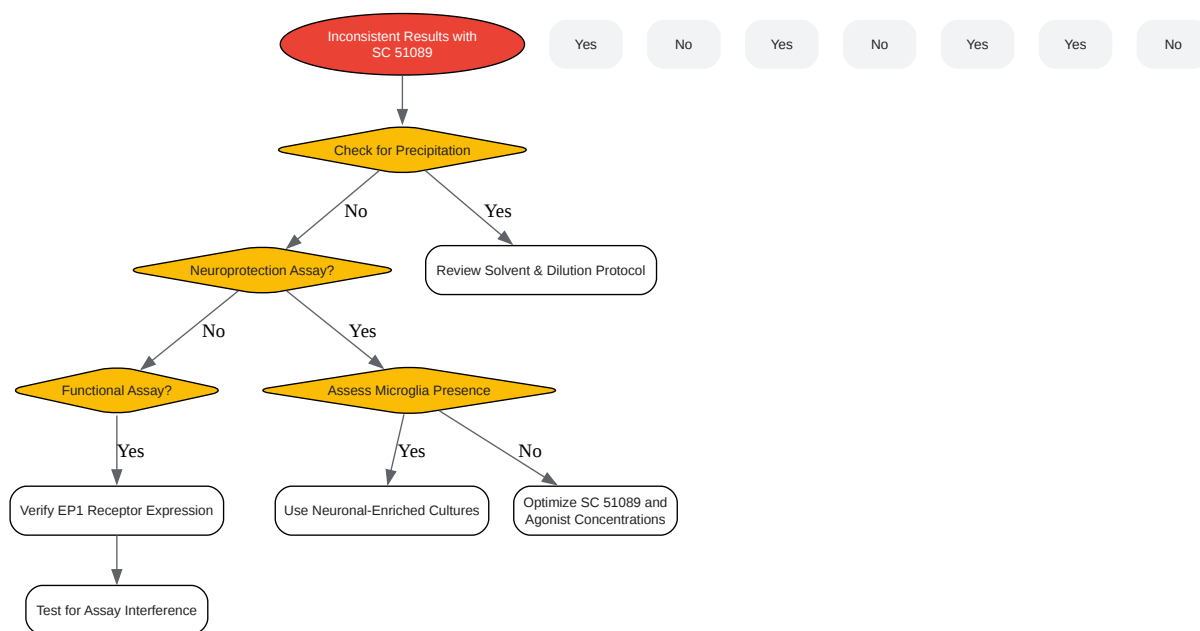 Inconsistent Results with
SC 51089
Yes
No
Yes
No
Yes
Yes
No
Check for Precipitation
No
Yes
Neuroprotection Assay?
Review Solvent & Dilution Protocol
No
Yes
Functional Assay?
Assess Microglia Presence
Yes
Yes
No
Verify EP1 Receptor Expression
Use Neuronal-Enriched Cultures
Optimize SC 51089 and
Agonist Concentrations
Test for Assay Interference